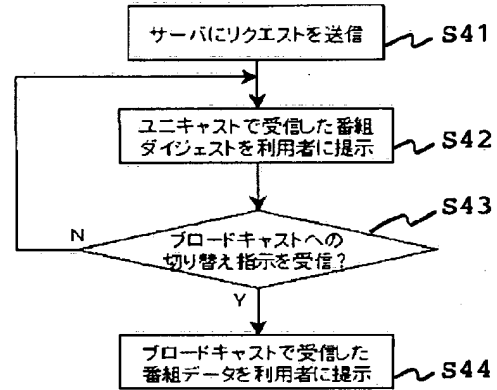 サーバにリクエストを送信
S41
ユニキャストで受信した番組
ダイジェストを利用者に提示
S42
S43
ブロードキャストへの
切り替え指示を受信？
N
Y
ブロードキャストで受信した
番組データを利用者に提示
S44